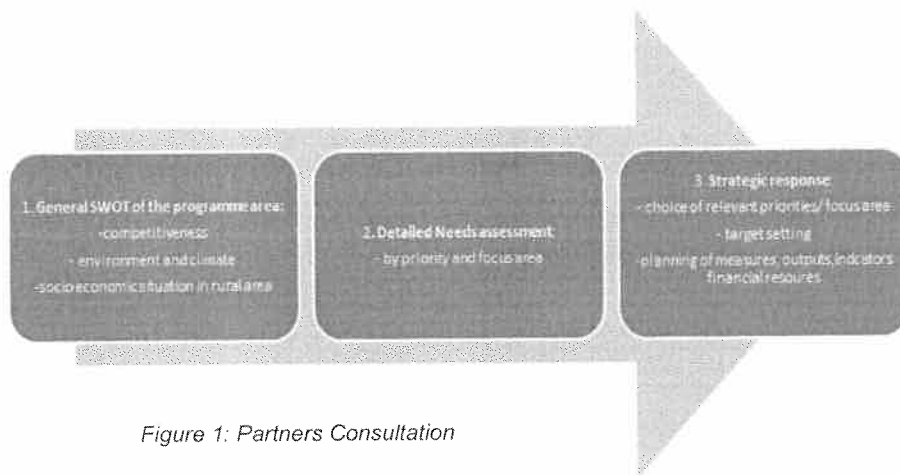 1. General SWOT of the programme area:
-competitiveness
- environment and climate
-socioeconomic situation in rural area
2. Detailed Needs assessment
- by priority and focus area
3. Strategic response
- choice of relevant priorities/ focus area
- target setting
-planning of measures, outputs,indicators
financial resoures
Figure 1: Partners Consultation